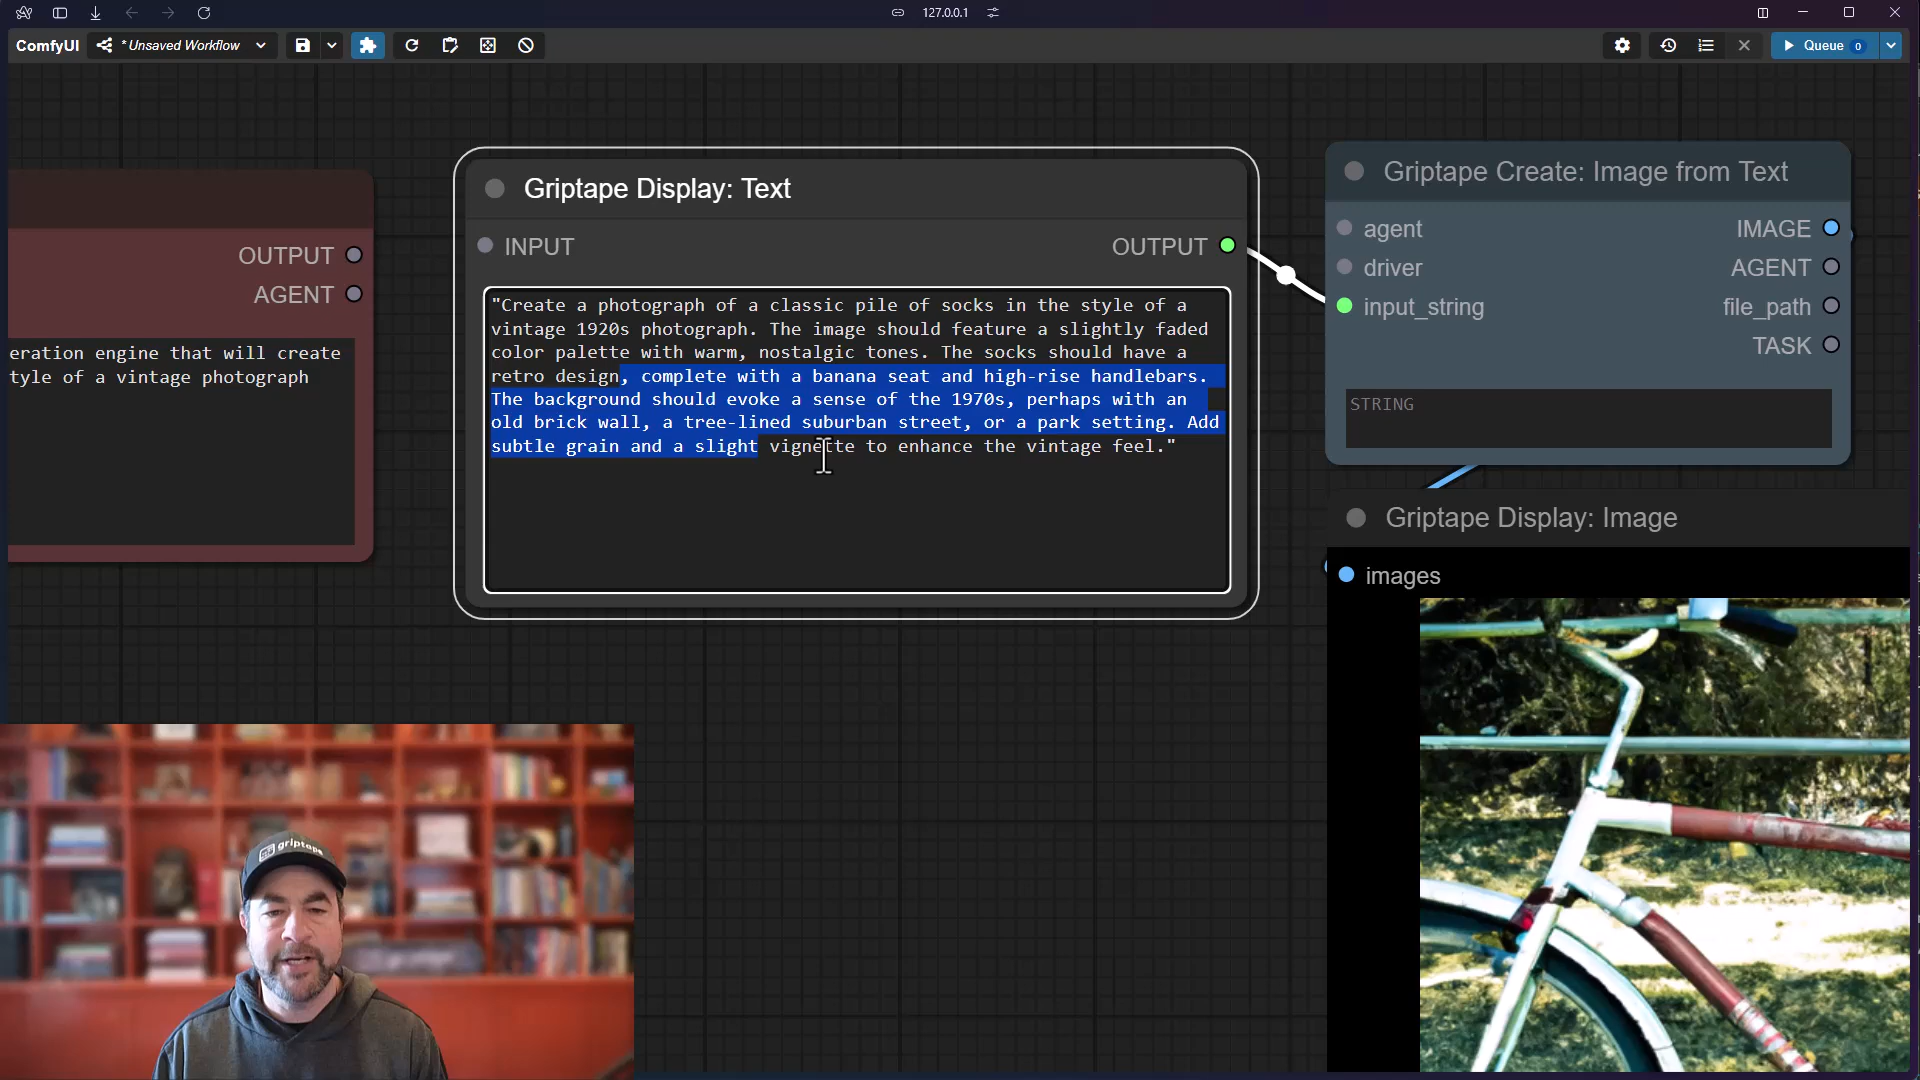 127.0.0.1
ComfyUI
* Unsaved Workflow
Queue 0
OUTPUT
AGENT
eration engine that will create
tyle of a vintage photograph
Griptape Display: Text
INPUT
OUTPUT
"Create a photograph of a classic pile of socks in the style of a
vintage 1920s photograph. The image should feature a slightly faded
color palette with warm, nostalgic tones. The socks should have a
retro design, complete with a banana seat and high-rise handlebars.
The background should evoke a sense of the 1970s, perhaps with an
old brick wall, a tree-lined suburban street, or a park setting. Add
subtle grain and a slight vignette to enhance the vintage feel."
Griptape Create: Image from Text
agent
IMAGE
driver
AGENT
input_string
file_path
TASK
STRING
Griptape Display: Image
images
griptape